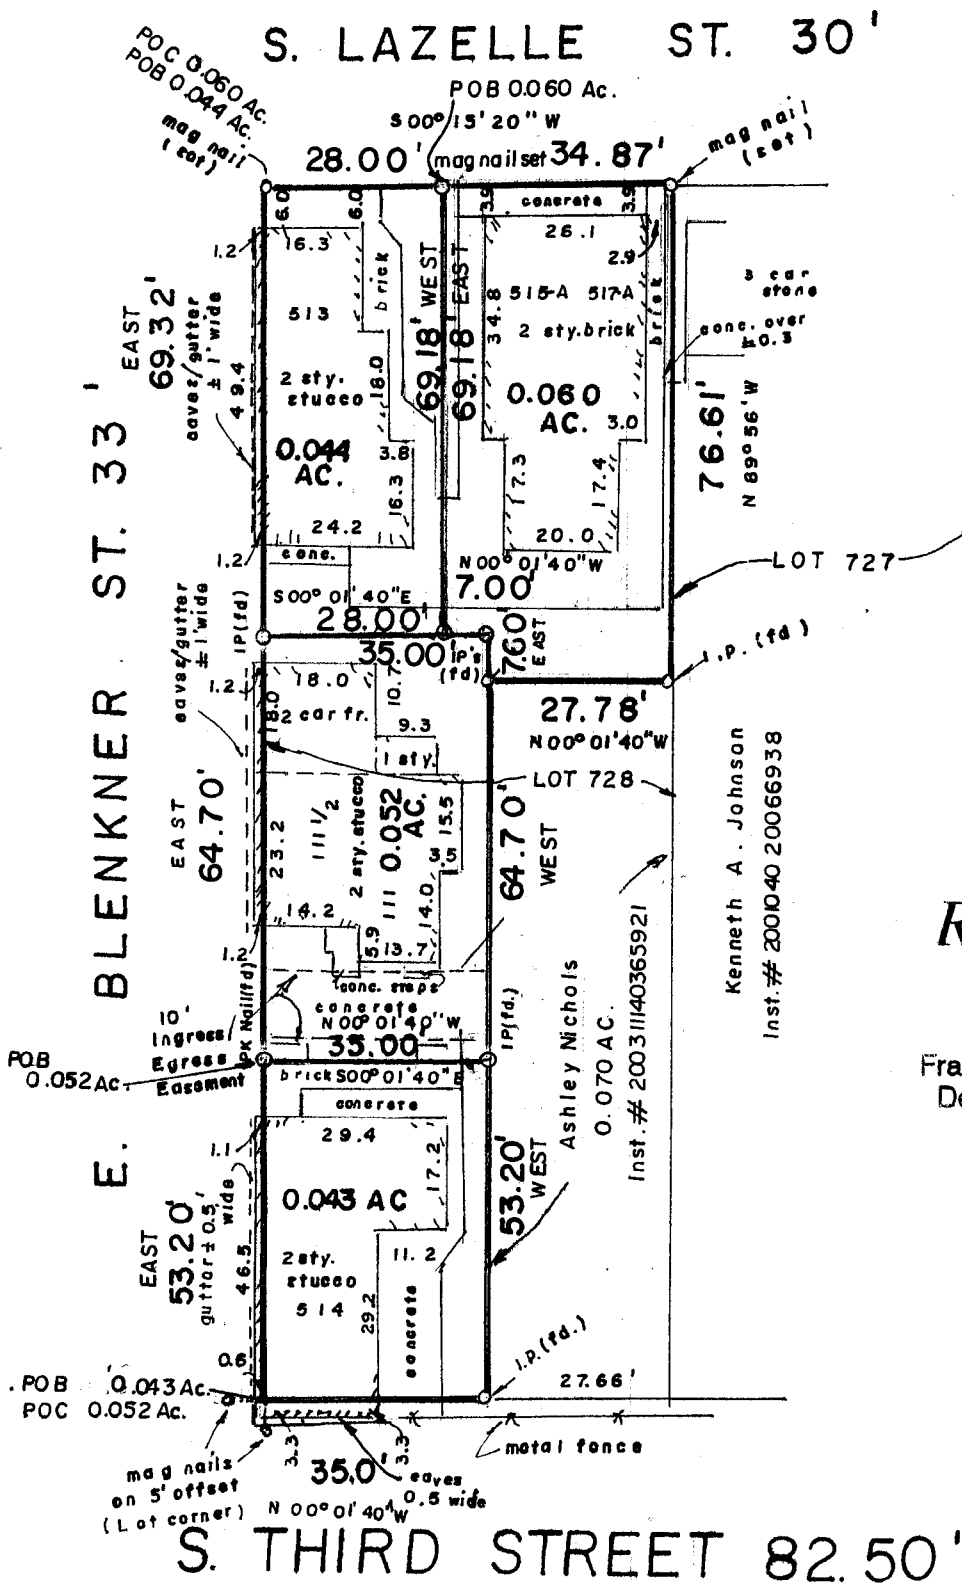 S. LAZELLE ST. 30'
POC 0.060 Ac.
POB 0.044 Ac.
mag nail
(set)
POB 0.060 Ac.
S 00° 15' 20" W
28.00'
mag nail set
34.87'
mag nail
(set)
6.0
6.0
3.9
concrete
3.9
1.2
16.3
brick
26.1
2.9
EAST
69.32'
eaves/gutter
± 1' wide
49.4
513
69.18' WEST
69.18' EAST
34.8
515-A 517-A
2 sty. brick
brick
3 car
stone
conc. over
±0.3
2 sty.
stucco
18.0
0.060
AC.
3.0
76.61'
N 89° 56' W
0.044
AC.
3.8
16.3
17.3
17.4
24.2
20.0
1.2
conc.
N 00° 01' 40" W
7.00'
LOT 727
E. BLENKNER ST. 33'
S 00° 01' 40" E
28.00'
I P (fd)
eaves/gutter
± 1' wide
35.00'
IP's
(fd)
7.60'
EAST
I.P. (fd)
1.2
18.0
18.0
10.7
2 car fr.
9.3
1 sty.
27.78'
N 00° 01' 40" W
LOT 728
EAST
64.70'
23.2
111 1/2
2 sty. stucco
111
0.052
AC.
15.5
3.5
64.70'
WEST
14.2
14.0
5.9
13.7
1.2
conc. steps
PK Nail(fd)
10'
Ingress
Egress
Easement
concrete
N 00° 01' 40" W
35.00'
I P (fd.)
POB
0.052 Ac.
brick
S 00° 01' 40" E
concrete
Ashley Nichols
0.070 AC.
Inst. # 200311140365921
Kenneth A. Johnson
Inst. # 2001040 20066938
R
Fra
De
1.1
29.4
17.2
EAST
53.20'
gutter ± 0.5'
wide
46.5
0.043 AC
2 sty.
stucco
514
11.2
29.2
concrete
53.20'
WEST
0.6
I.P. (fd.)
27.66'
POB 0.043 Ac.
POC 0.052 Ac.
metal fence
3.3
3.3
35.0'
eaves
0.5 wide
mag nails
on 5' offset
(Lot corner)
N 00° 01' 40" W
S. THIRD STREET 82.50'